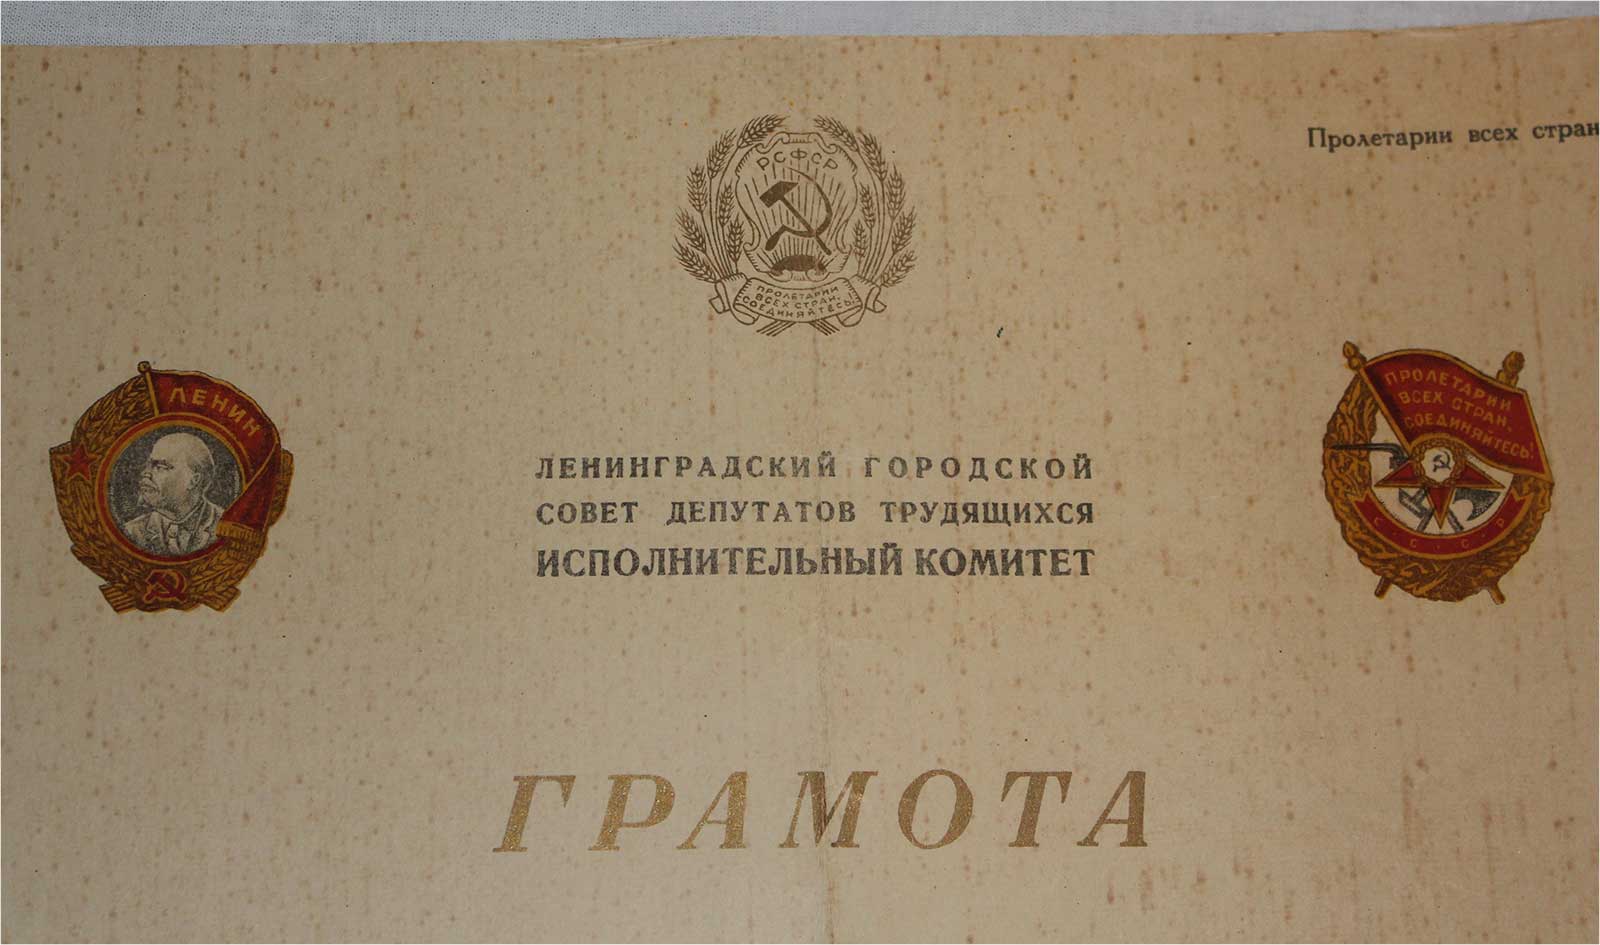 Пролетарии всех стран
РСФСР
ПРОЛЕТАРИИ
ВСЕХ СТРАН,
СОЕДИНЯЙТЕСЬ!
ЛЕНИН
ПРОЛЕТАРИИ
ВСЕХ СТРАН,
СОЕДИНЯЙТЕСЬ!
С.С.С.Р
ЛЕНИНГРАДСКИЙ ГОРОДСКОЙ
СОВЕТ ДЕПУТАТОВ ТРУДЯЩИХСЯ
ИСПОЛНИТЕЛЬНЫЙ КОМИТЕТ
ГРАМОТА